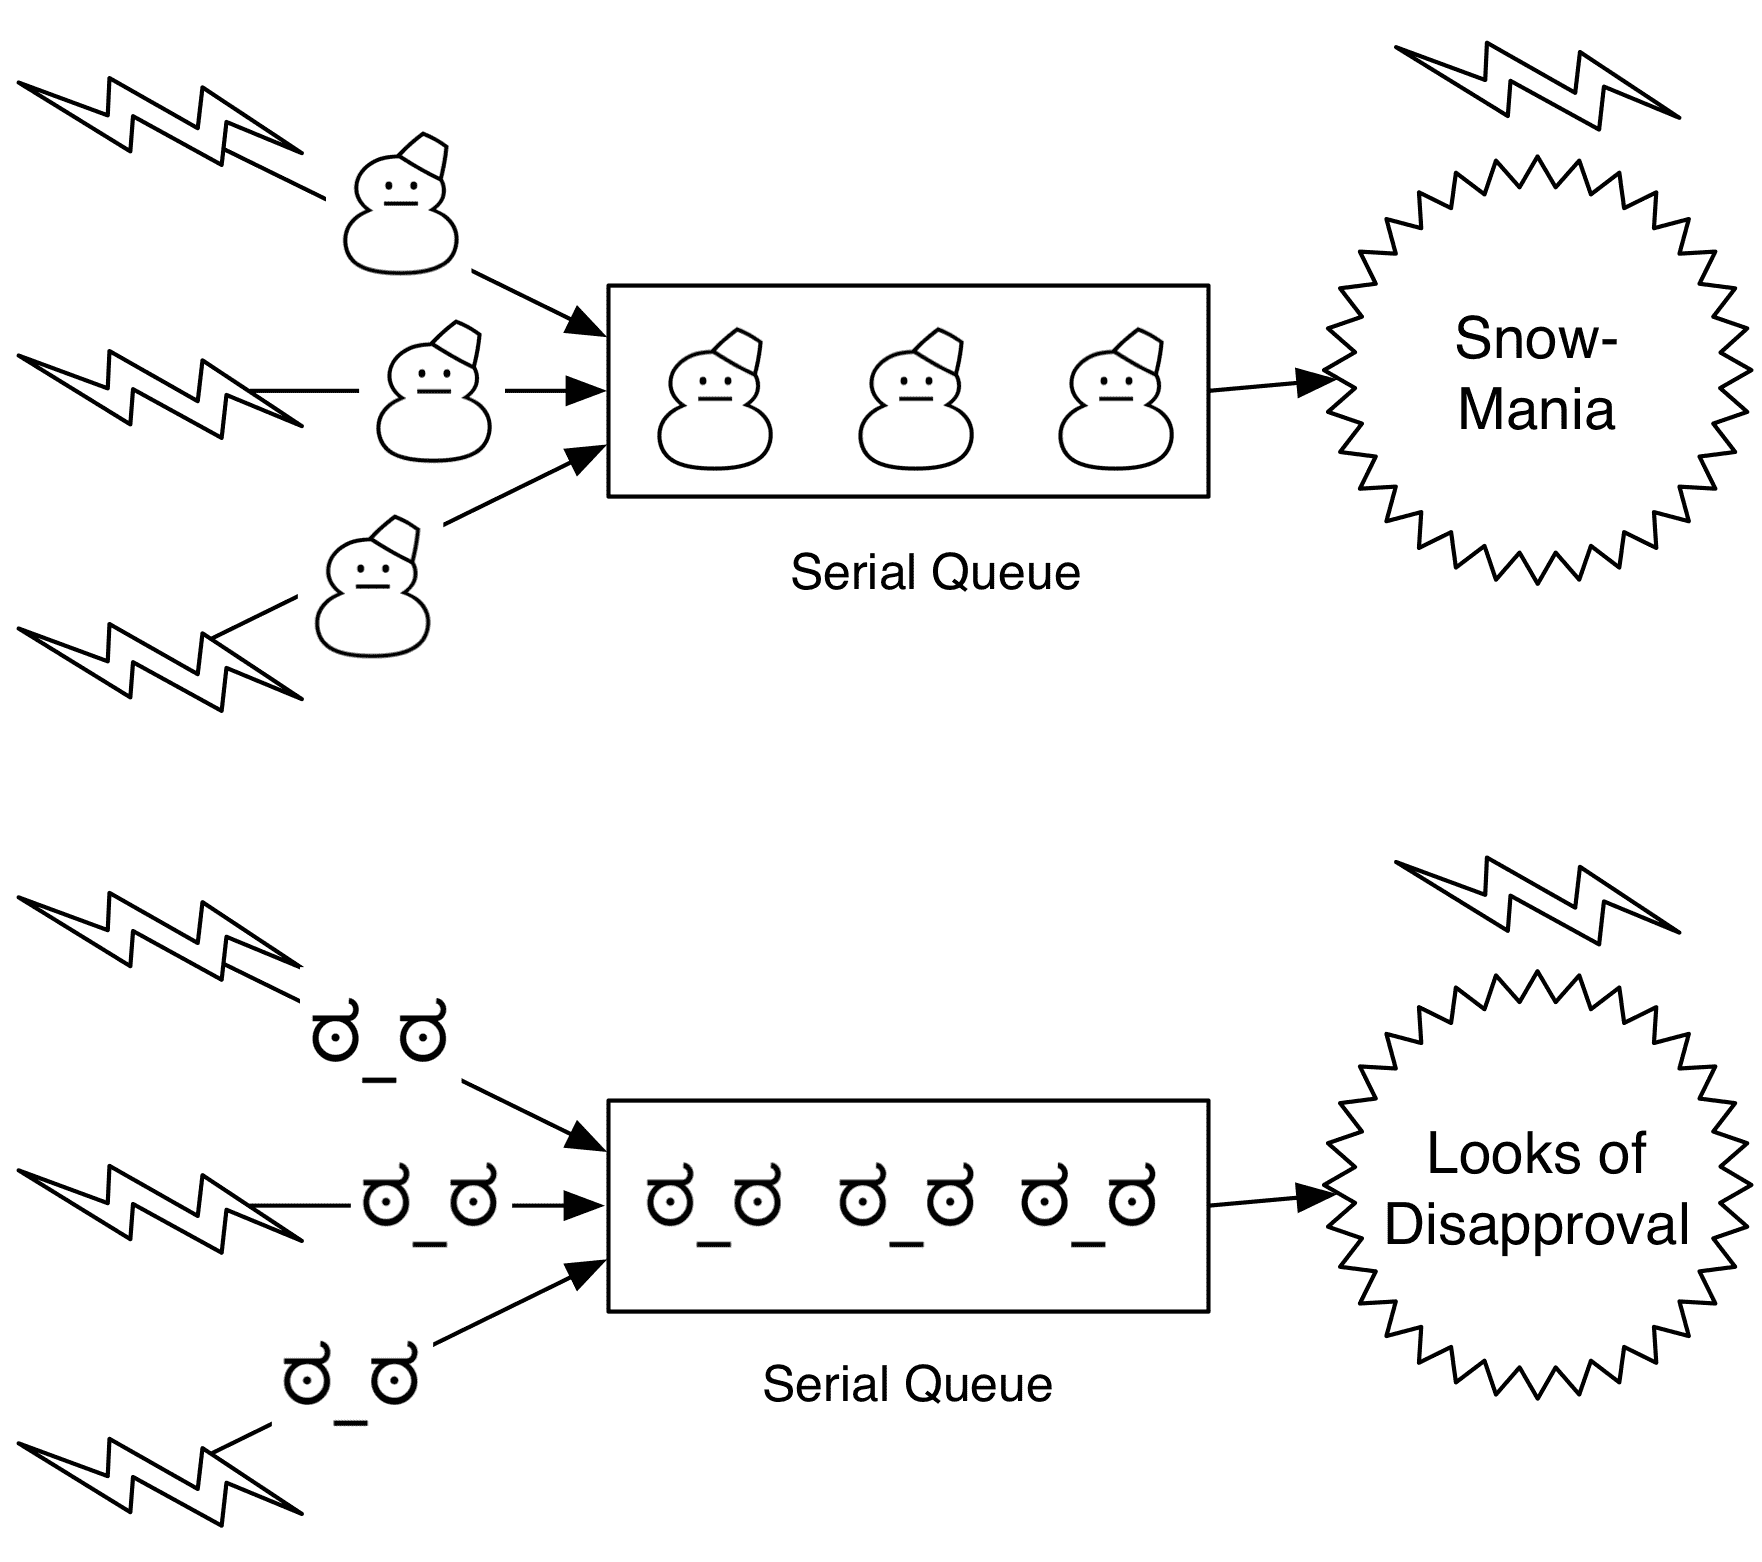 Snow-
Mania
Serial Queue
ಠ_ಠ
ಠ_ಠ
ಠ_ಠ ಠ_ಠ ಠ_ಠ
ಠ_ಠ
Looks of
Disapproval
Serial Queue